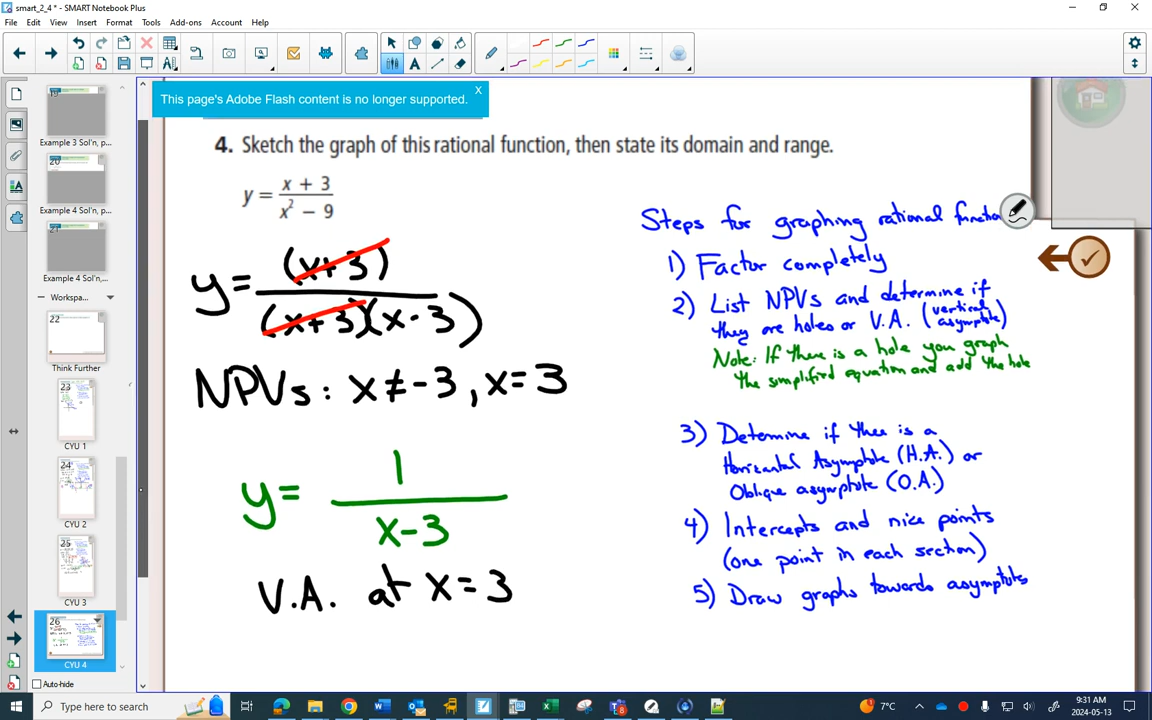 smart_2_4 * - SMART Notebook Plus
File Edit View Insert Format Tools Add-ons Account Help
This page's Adobe Flash content is no longer supported. X
4. Sketch the graph of this rational function, then state its domain and range.
y = x + 3
x² - 9
y = (x+3)
(x+3)(x-3)
NPVs: x ≠ -3, x = 3
y = 1
x-3
V.A. at x = 3
Steps for graphing rational function
1) Factor completely
2) List NPVs and determine if
they are holes or V.A. (vertical
asymptote)
Note: If there is a hole you graph
the simplified equation and add the hole
3) Determine if thee is a
Horizontal Asymptote (H.A.) or
Oblique asymptote (O.A.)
4) Intercepts and nice points
(one point in each section)
5) Draw graphs towards asymptotes
19
Example 3 Sol'n, p...
20
Example 4 Sol'n, p...
21
Example 4 Sol'n, p...
Workspa...
22
Think Further
23
CYU 1
24
CYU 2
25
CYU 3
26
CYU 4
Auto-hide
Type here to search
7°C
9:31 AM
2024-05-13